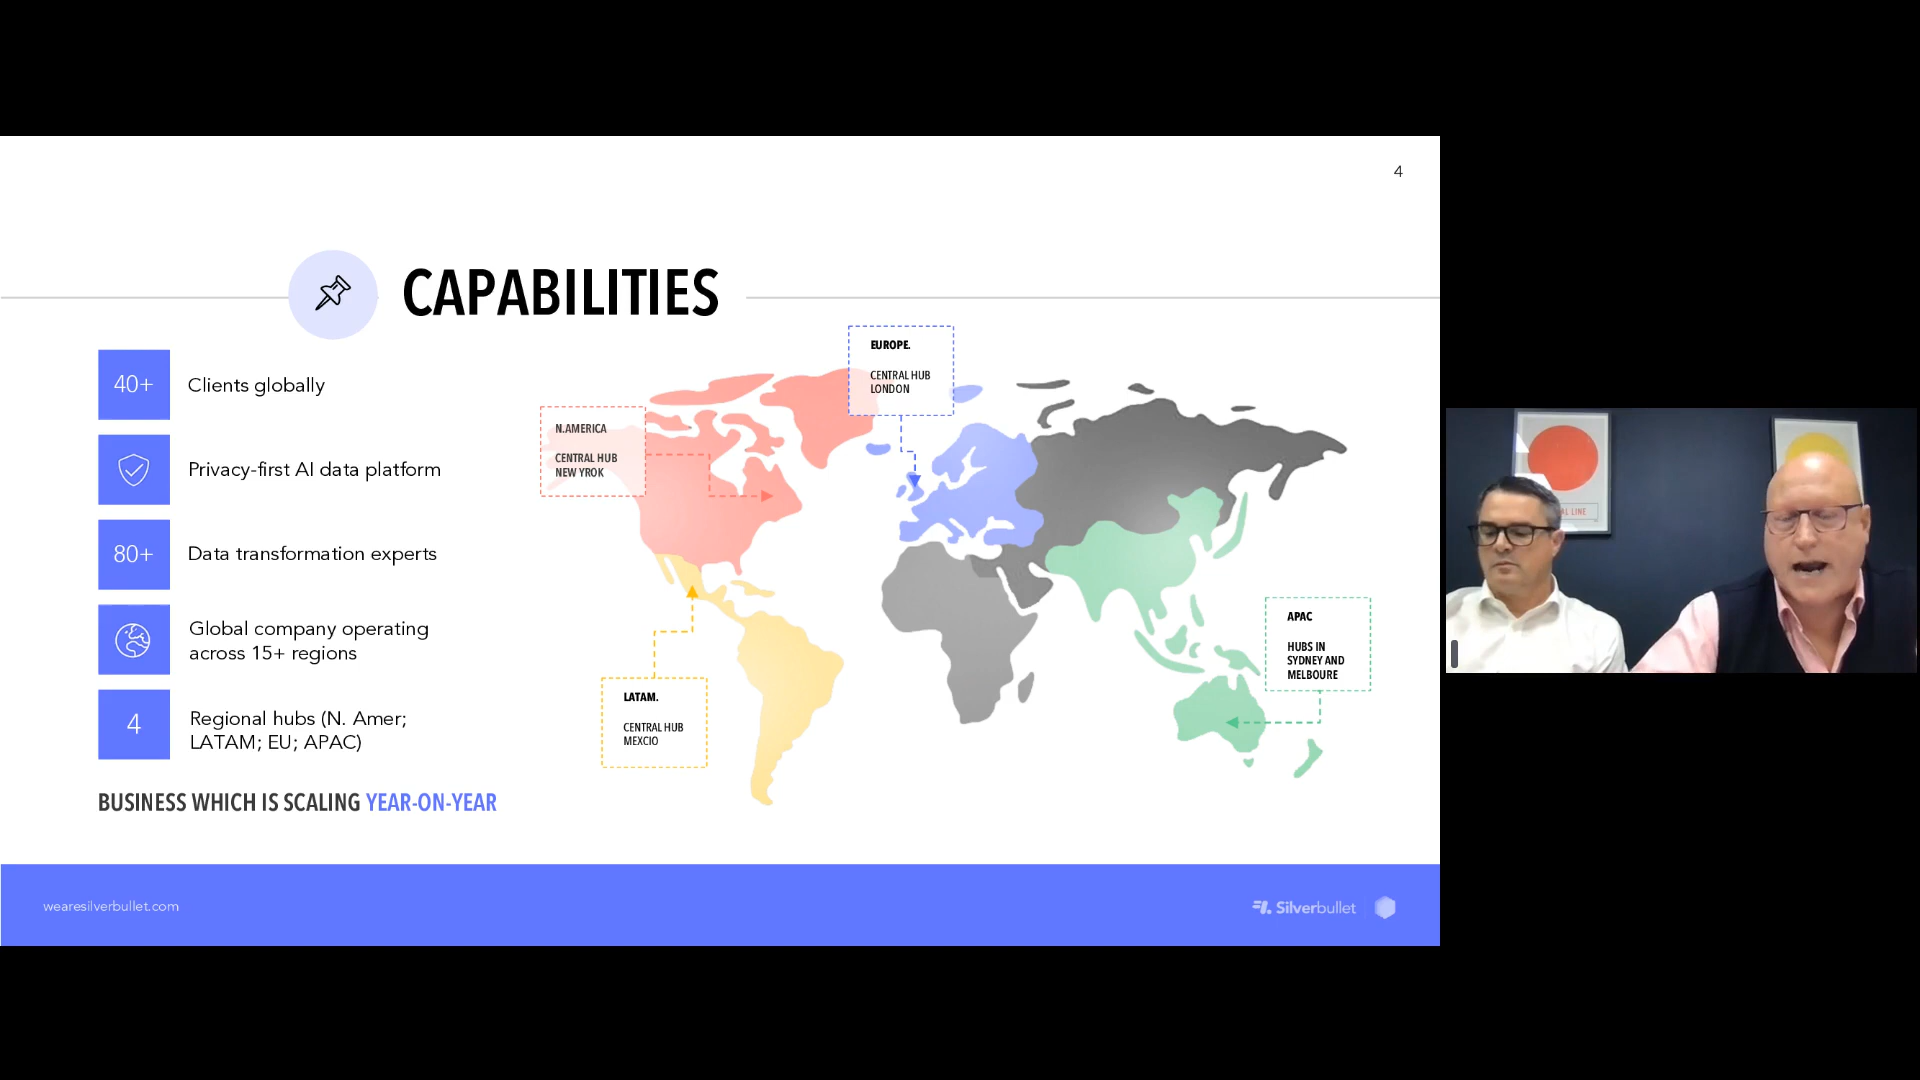 4
CAPABILITIES
40+
Clients globally
Privacy-first AI data platform
80+
Data transformation experts
Global company operating
across 15+ regions
4
Regional hubs (N. Amer;
LATAM; EU; APAC)
BUSINESS WHICH IS SCALING YEAR-ON-YEAR
N.AMERICA
CENTRAL HUB
NEW YROK
EUROPE.
CENTRAL HUB
LONDON
LATAM.
CENTRAL HUB
MEXCIO
APAC
HUBS IN
SYDNEY AND
MELBOURE
wearesilverbullet.com
Silverbullet
AL LINE